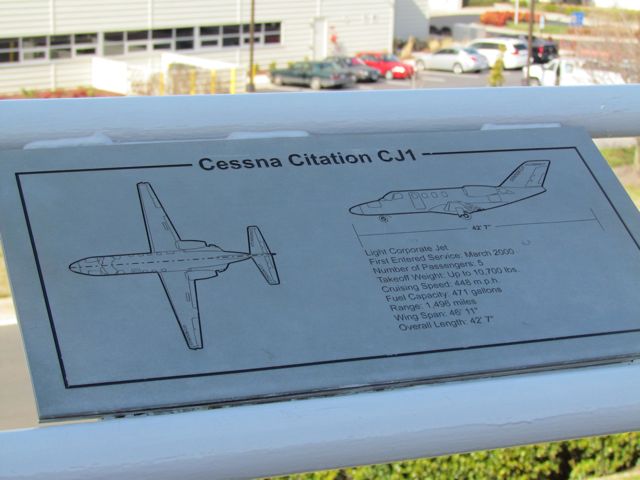 Cessna Citation CJ1
42' 7"
Light Corporate Jet
First Entered Service: March 2000
Number of Passengers: 5
Takeoff Weight: Up to 10,700 lbs.
Cruising Speed: 448 m.p.h.
Fuel Capacity: 471 gallons
Range: 1,498 miles
Wing Span: 46' 11"
Overall Length: 42' 7"